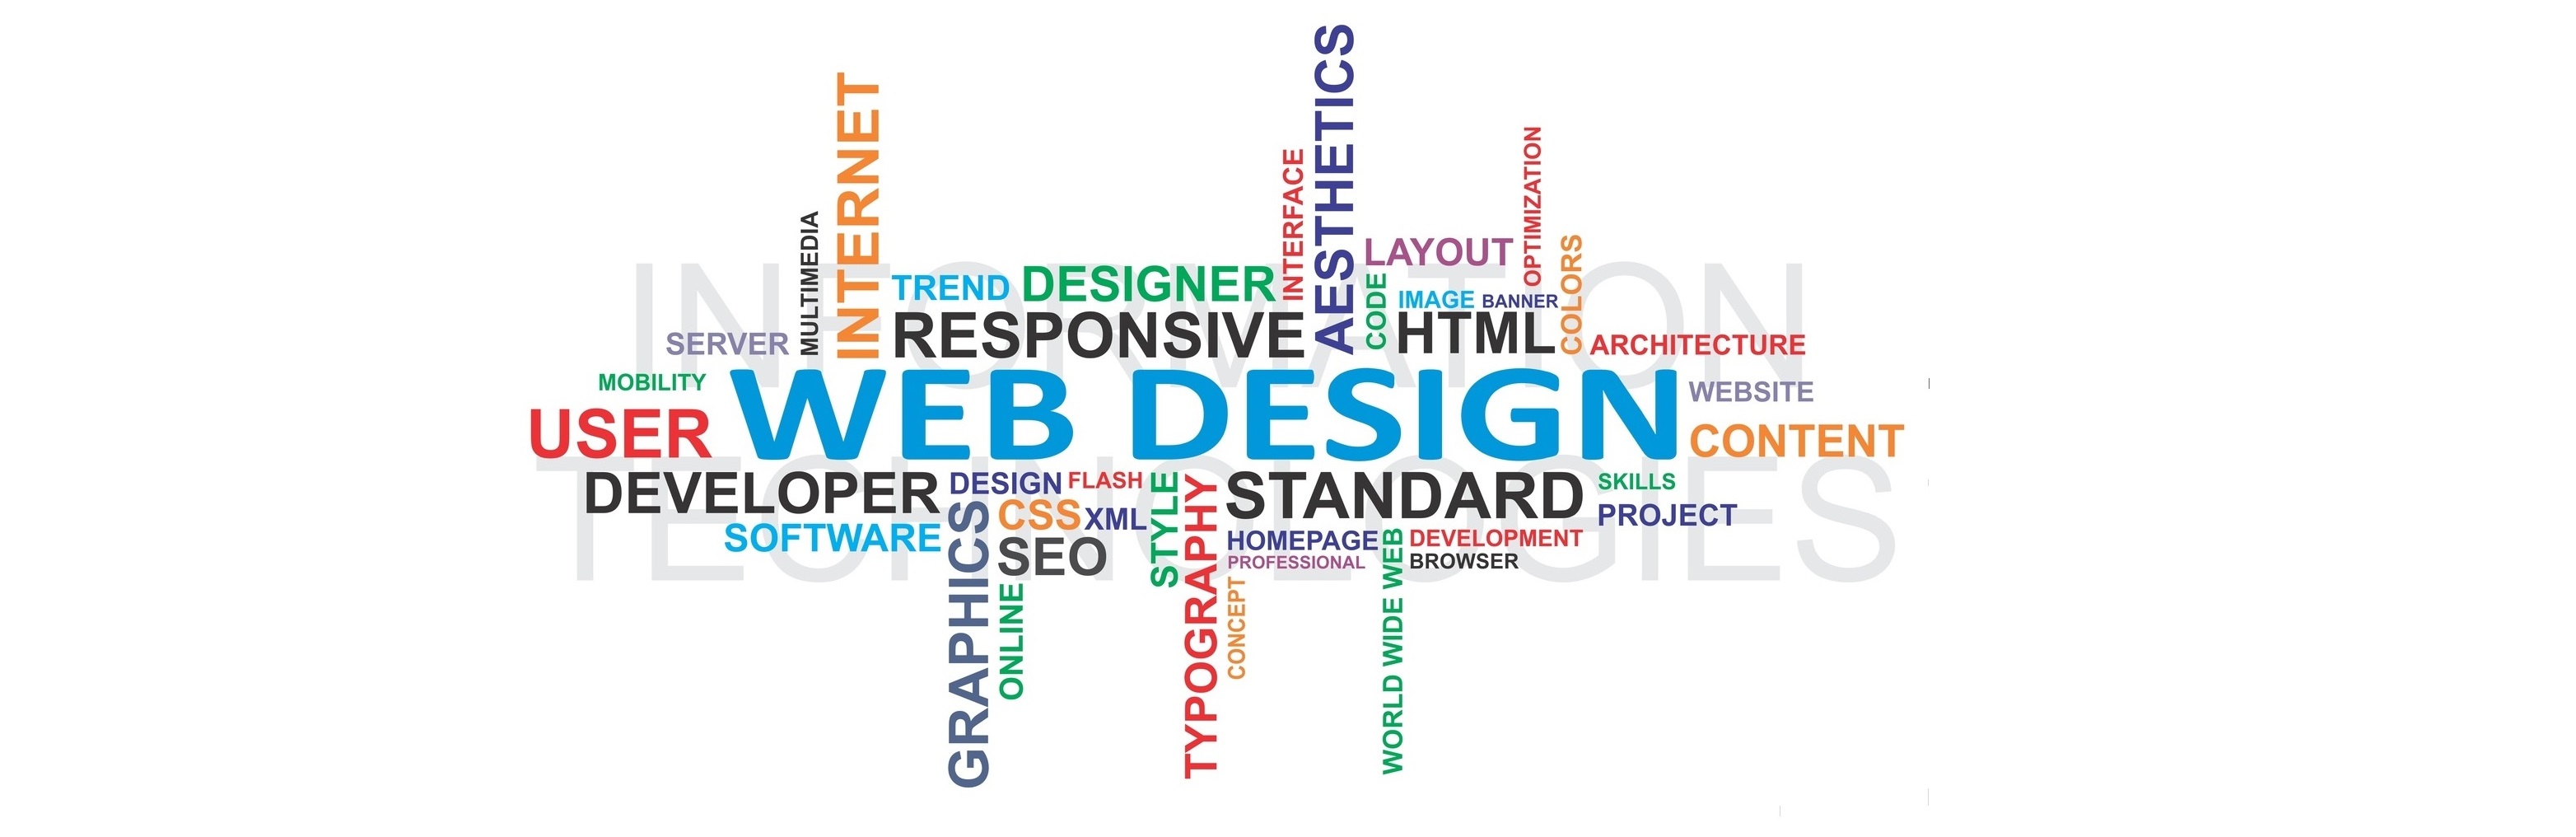 AESTHETICS
INTERNET
OPTIMIZATION
INTERFACE
MULTIMEDIA
LAYOUT
COLORS
INFORMATION
TREND DESIGNER
CODE
IMAGE BANNER
RESPONSIVE
HTML
SERVER
ARCHITECTURE
MOBILITY
WEB DESIGN
WEBSITE
USER
CONTENT
TECHNOLOGIES
DEVELOPER
DESIGN FLASH
STYLE
TYPOGRAPHY
STANDARD
SKILLS
GRAPHICS
CSS XML
PROJECT
SOFTWARE
SEO
HOMEPAGE
WORLD WIDE WEB
DEVELOPMENT
PROFESSIONAL
BROWSER
ONLINE
CONCEPT